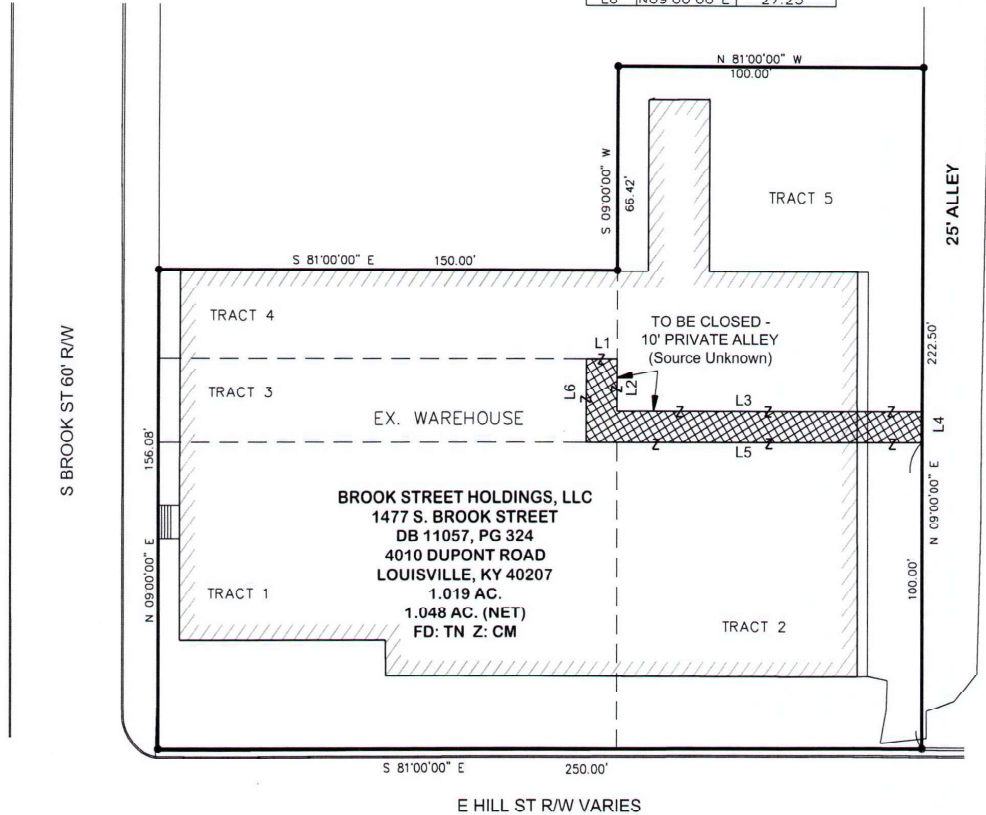 N 81°00'00" W
100.00'
S 09°00'00" W
66.42'
TRACT 5
25' ALLEY
S 81°00'00" E 150.00'
TRACT 4
TO BE CLOSED -
10' PRIVATE ALLEY
(Source Unknown)
222.50'
L1
L2
L6
L3
L4
L5
TRACT 3
EX. WAREHOUSE
S BROOK ST 60' R/W
156.08'
N 09°00'00" E
BROOK STREET HOLDINGS, LLC
1477 S. BROOK STREET
DB 11057, PG 324
4010 DUPONT ROAD
LOUISVILLE, KY 40207
1.019 AC.
1.048 AC. (NET)
FD: TN Z: CM
N 09°00'00" E
100.00'
TRACT 1
TRACT 2
S 81°00'00" E 250.00'
E HILL ST R/W VARIES